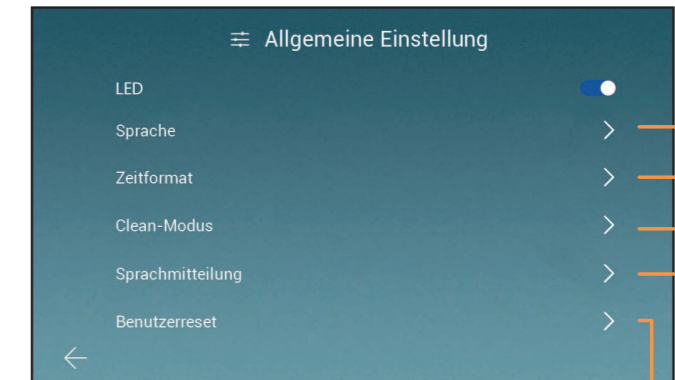 Allgemeine Einstellung
LED
Sprache
Zeitformat
Clean-Modus
Sprachmitteilung
Benutzerreset